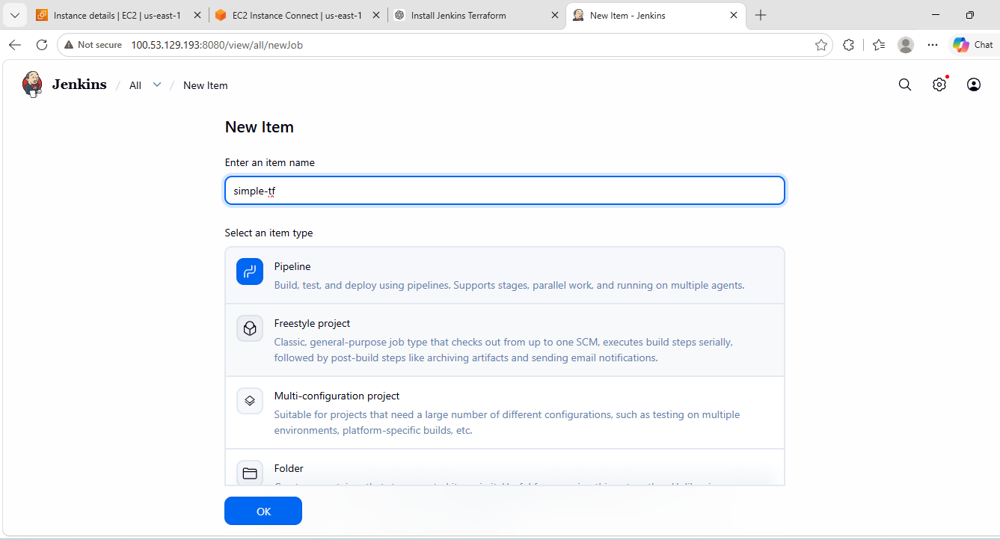 Instance details | EC2 | us-east-1
EC2 Instance Connect | us-east-1
Install Jenkins Terraform
New Item - Jenkins
Not secure
100.53.129.193:8080/view/all/newJob
Chat
Jenkins / All / New Item
New Item
Enter an item name
simple-tf
Select an item type
Pipeline
Build, test, and deploy using pipelines. Supports stages, parallel work, and running on multiple agents.
Freestyle project
Classic, general-purpose job type that checks out from up to one SCM, executes build steps serially,
followed by post-build steps like archiving artifacts and sending email notifications.
Multi-configuration project
Suitable for projects that need a large number of different configurations, such as testing on multiple
environments, platform-specific builds, etc.
Folder
OK